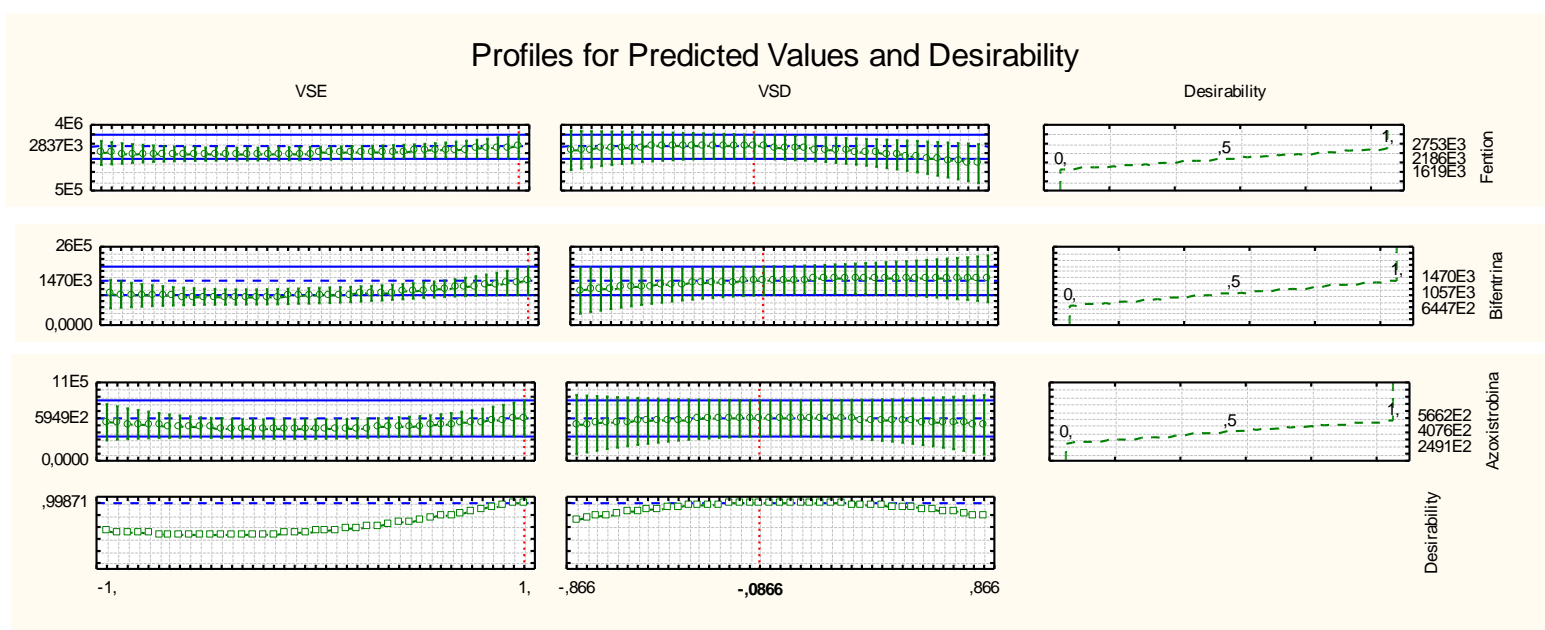 Profiles for Predicted Values and Desirability
VSE
VSD
Desirability
4E6
2837E3
5E5
0,
,5
1,
2753E3
2186E3
1619E3
Fention
26E5
1470E3
0,0000
0,
,5
1,
1470E3
1057E3
6447E2
Bifentrina
11E5
5949E2
0,0000
0,
,5
1,
5662E2
4076E2
2491E2
Azoxistrobina
,99871
Desirability
-1,
1,
-,866
-,0866
,866